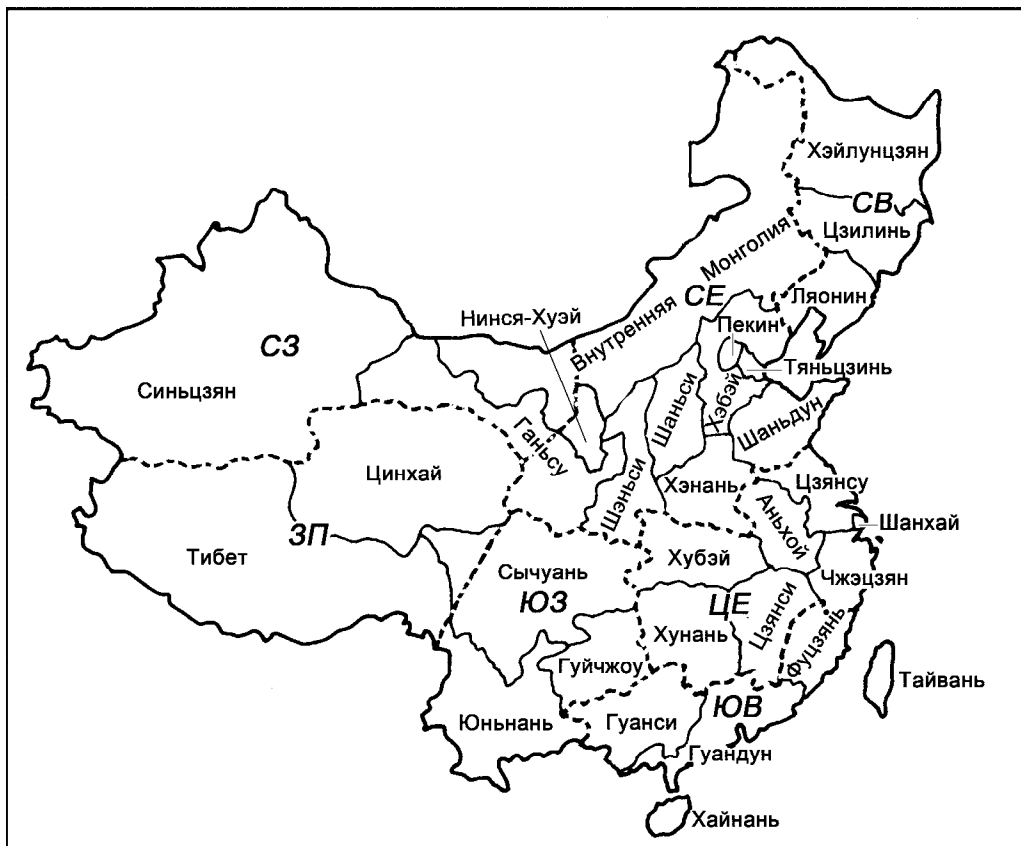 Хэйлунцзян
СВ
Цзилинь
Внутренняя Монголия
СЕ
Ляонин
Нинся-Хуэй
Пекин
СЗ
Тяньцзинь
Синьцзян
Шаньси
Хэбэй
Шаньдун
Ганьсу
Цинхай
Шэньси
Хэнань
Цзянсу
Аньхой
Шанхай
ЗП
Тибет
Сычуань
Хубэй
Чжэцзян
ЮЗ
ЦЕ
Цзянси
Хунань
Фуцзянь
Гуйчжоу
Тайвань
ЮВ
Юньнань
Гуанси
Гуандун
Хайнань